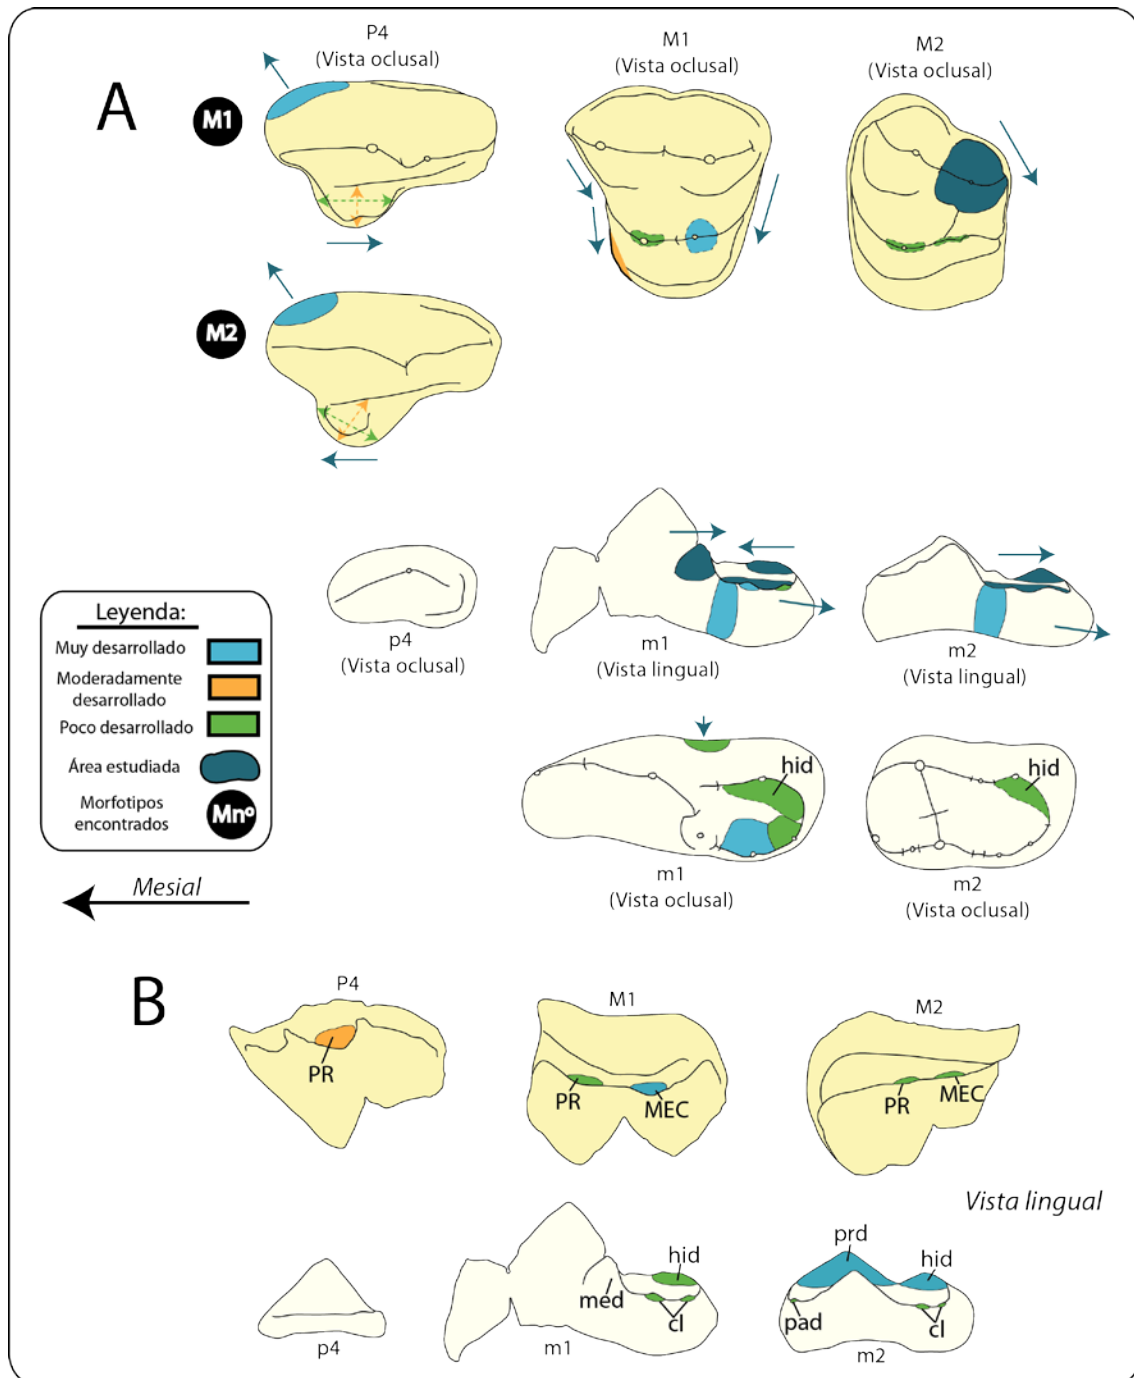 A
P4
(Vista oclusal)
M1
(Vista oclusal)
M2
(Vista oclusal)
M1
M2
p4
(Vista oclusal)
m1
(Vista lingual)
m2
(Vista lingual)
Leyenda:
Muy desarrollado
Moderadamente
desarrollado
Poco desarrollado
Área estudiada
Morfotipos
encontrados
Mnº
hid
hid
m1
(Vista oclusal)
m2
(Vista oclusal)
Mesial
B
P4
PR
M1
PR
MEC
M2
PR
MEC
Vista lingual
p4
med
hid
cl
m1
prd
hid
pad
cl
m2